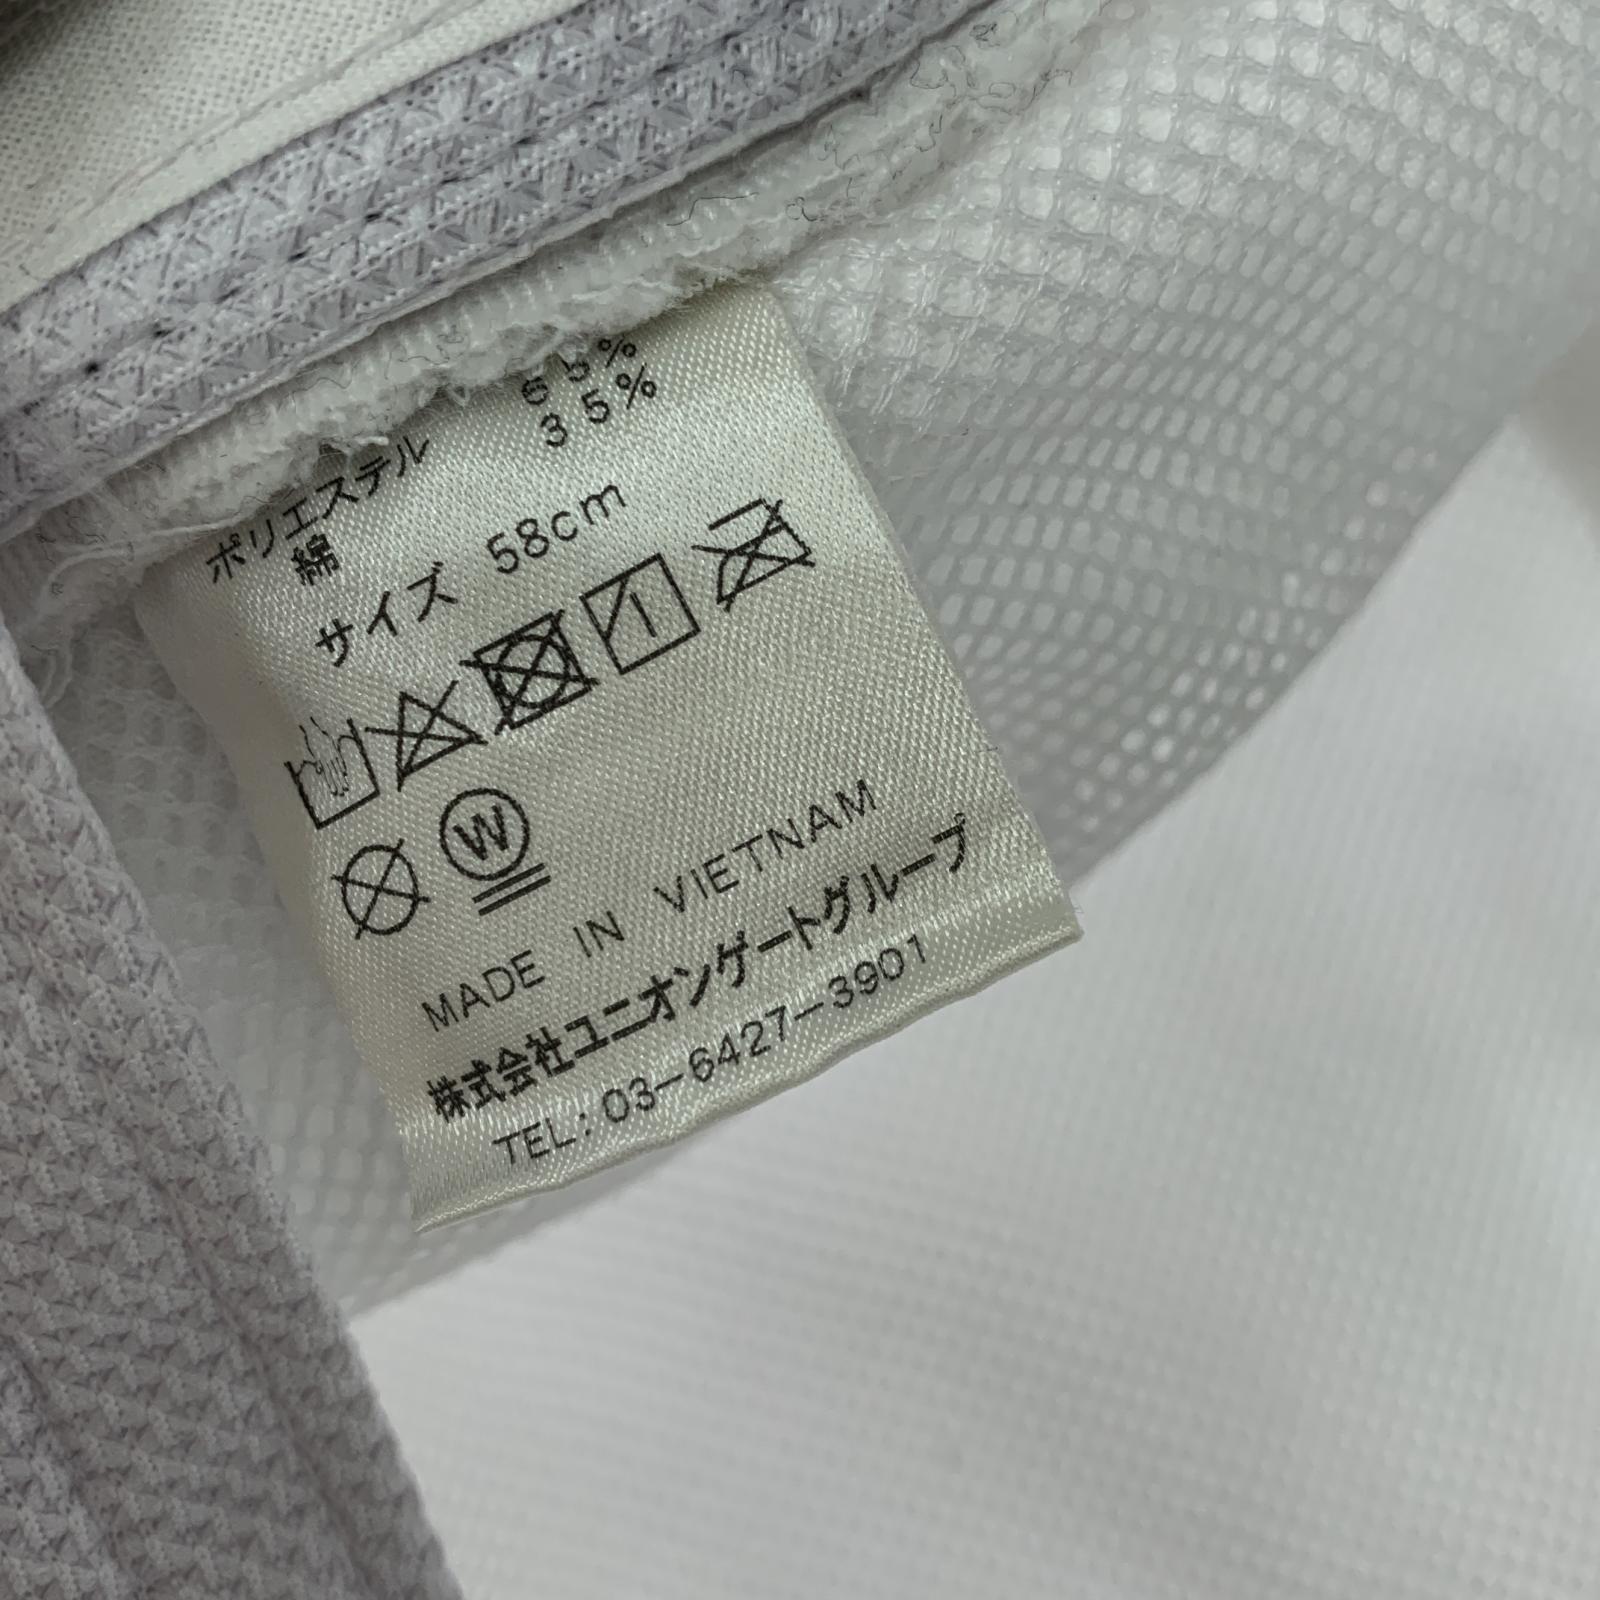 ポリエステル 65%
綿 35%
サイズ 58cm
W
MADE IN VIETNAM
株式会社ユニオンゲートグループ
TEL:03-6427-3901